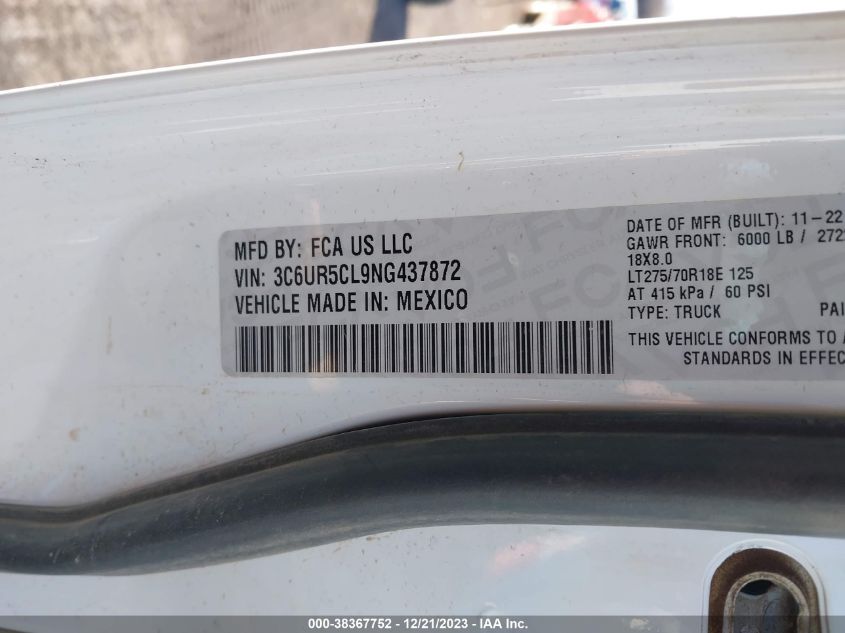 MFD BY: FCA US LLC
VIN: 3C6UR5CL9NG437872
VEHICLE MADE IN: MEXICO
DATE OF MFR (BUILT): 11-22
GAWR FRONT: 6000 LB / 272
18X8.0
LT275/70R18E 125
AT 415 kPa / 60 PSI
TYPE: TRUCK PAI
THIS VEHICLE CONFORMS TO A
STANDARDS IN EFFEC
000-38367752 - 12/21/2023 - IAA Inc.